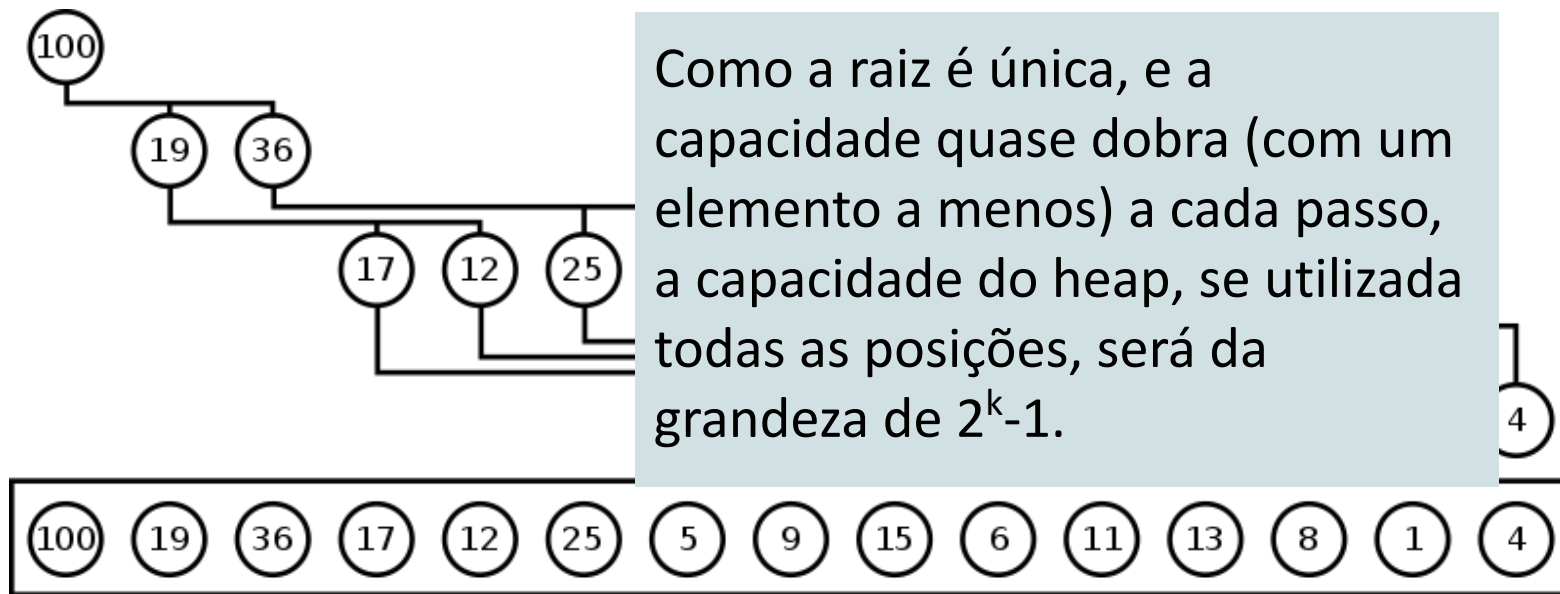 100
19 36
17 12 25
4
Como a raiz é única, e a
capacidade quase dobra (com um
elemento a menos) a cada passo,
a capacidade do heap, se utilizada
todas as posições, será da
grandeza de 2^k-1.
100 19 36 17 12 25 5 9 15 6 11 13 8 1 4